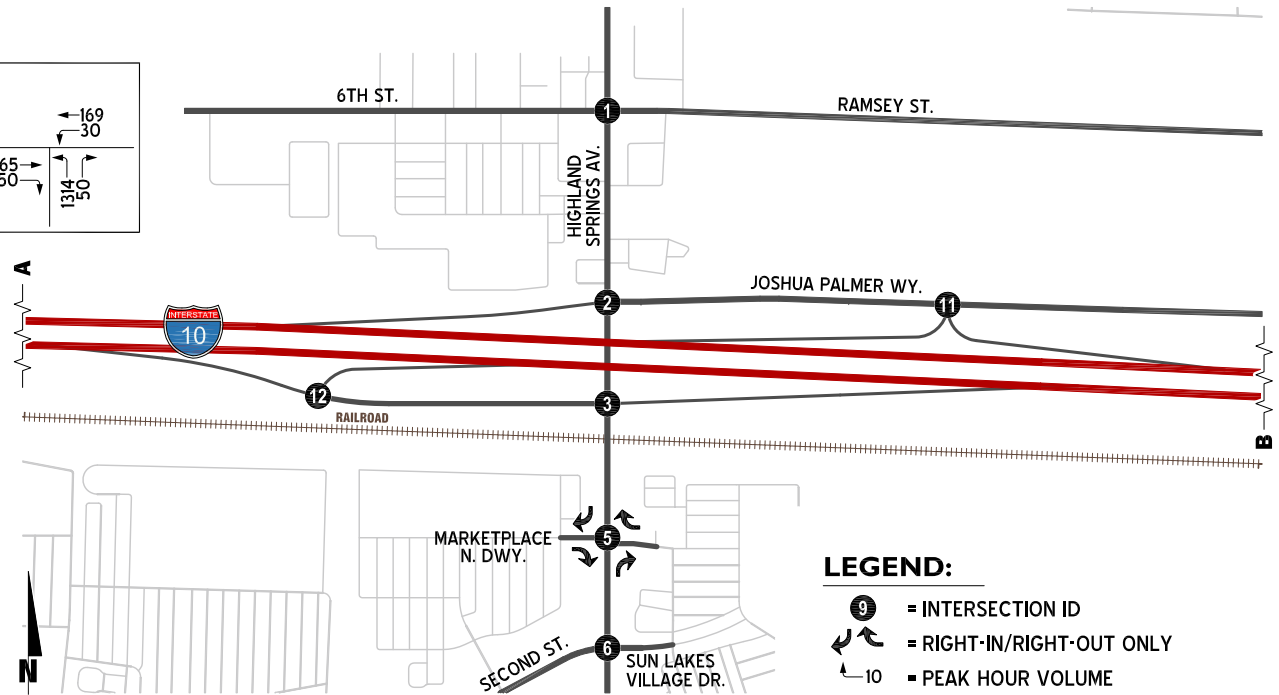 169
30
1314
50
6TH ST.
1
RAMSEY ST.
HIGHLAND
SPRINGS AV.
A
2
JOSHUA PALMER WY.
11
INTERSTATE
10
12
3
RAILROAD
B
MARKETPLACE
N. DWY.
5
SECOND ST.
6
SUN LAKES
VILLAGE DR.
N
LEGEND:
9 = INTERSECTION ID
= RIGHT-IN/RIGHT-OUT ONLY
10 = PEAK HOUR VOLUME